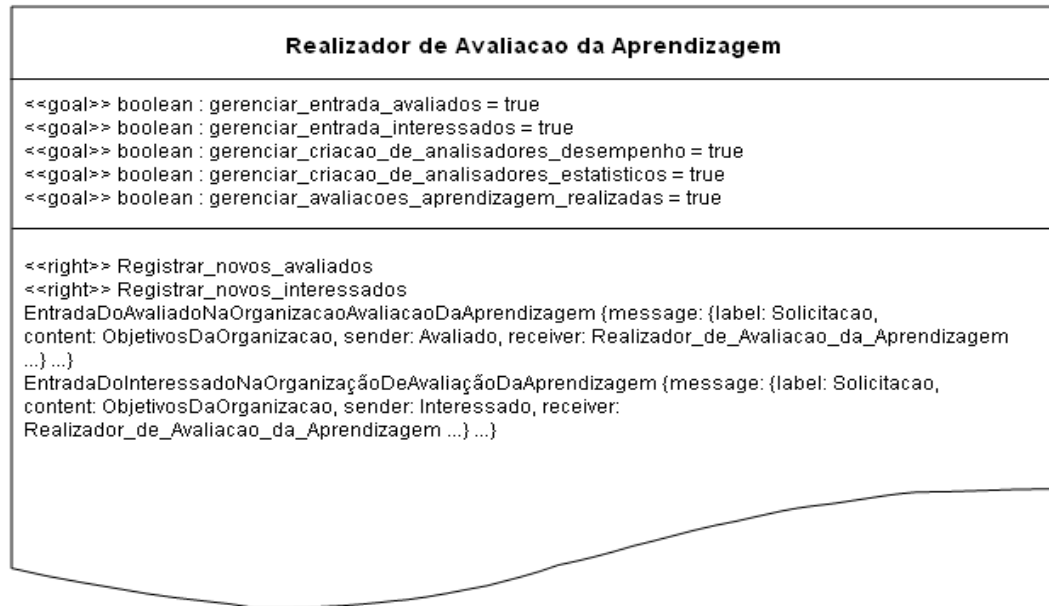 Realizador de Avaliacao da Aprendizagem
<<goal>> boolean : gerenciar_entrada_avaliados = true
<<goal>> boolean : gerenciar_entrada_interessados = true
<<goal>> boolean : gerenciar_criacao_de_analisadores_desempenho = true
<<goal>> boolean : gerenciar_criacao_de_analisadores_estatisticos = true
<<goal>> boolean : gerenciar_avaliacoes_aprendizagem_realizadas = true
<<right>> Registrar_novos_avaliados
<<right>> Registrar_novos_interessados
EntradaDoAvaliadoNaOrganizacaoAvaliacaoDaAprendizagem {message: {label: Solicitacao,
content: ObjetivosDaOrganizacao, sender: Avaliado, receiver: Realizador_de_Avaliacao_da_Aprendizagem
...} ...}
EntradaDoInteressadoNaOrganizaçãoDeAvaliaçãoDaAprendizagem {message: {label: Solicitacao,
content: ObjetivosDaOrganizacao, sender: Interessado, receiver:
Realizador_de_Avaliacao_da_Aprendizagem ...} ...}